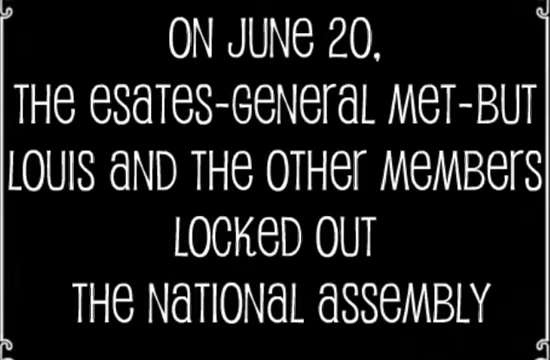 ON JUNE 20,
THE ESATES-GENERAL MET-BUT
LOUIS AND THE OTHER MEMBERS
LOCKED OUT
THE NATIONAL ASSEMBLY